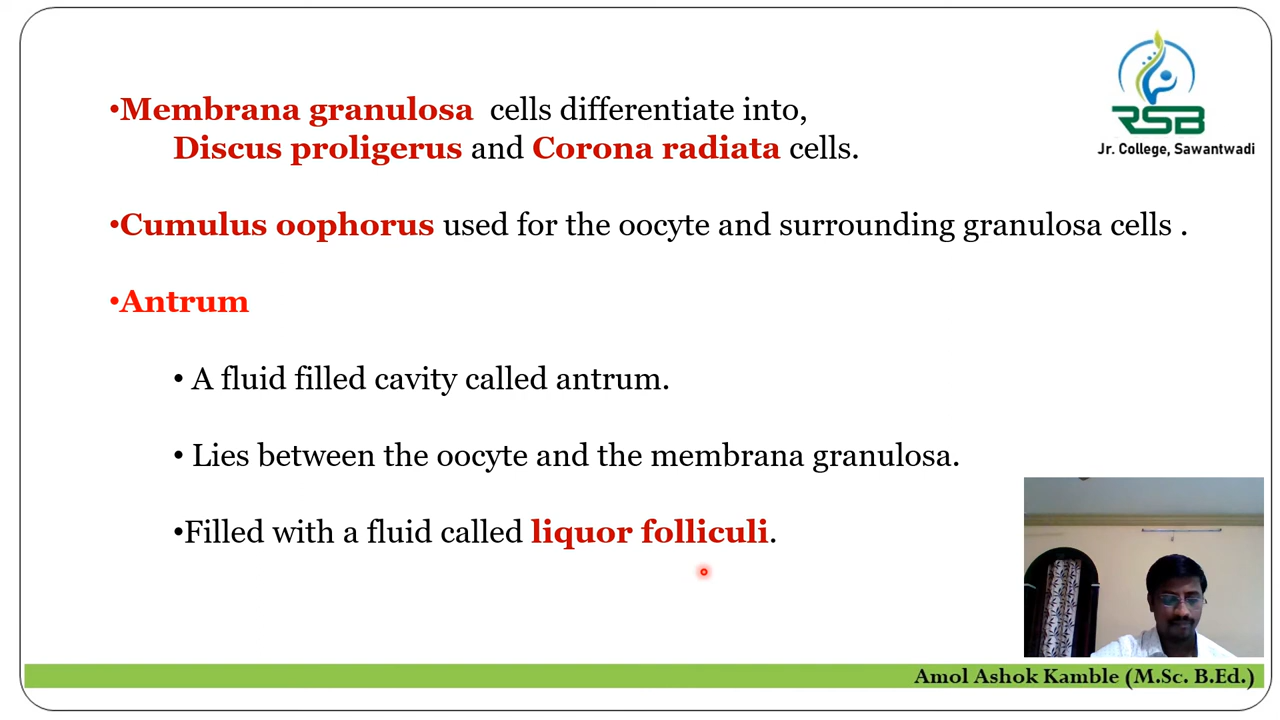 •Membrana granulosa cells differentiate into,
Discus proligerus and Corona radiata cells.
•Cumulus oophorus used for the oocyte and surrounding granulosa cells .
•Antrum
• A fluid filled cavity called antrum.
• Lies between the oocyte and the membrana granulosa.
•Filled with a fluid called liquor folliculi.
RSB
Jr. College, Sawantwadi
Amol Ashok Kamble (M.Sc. B.Ed.)